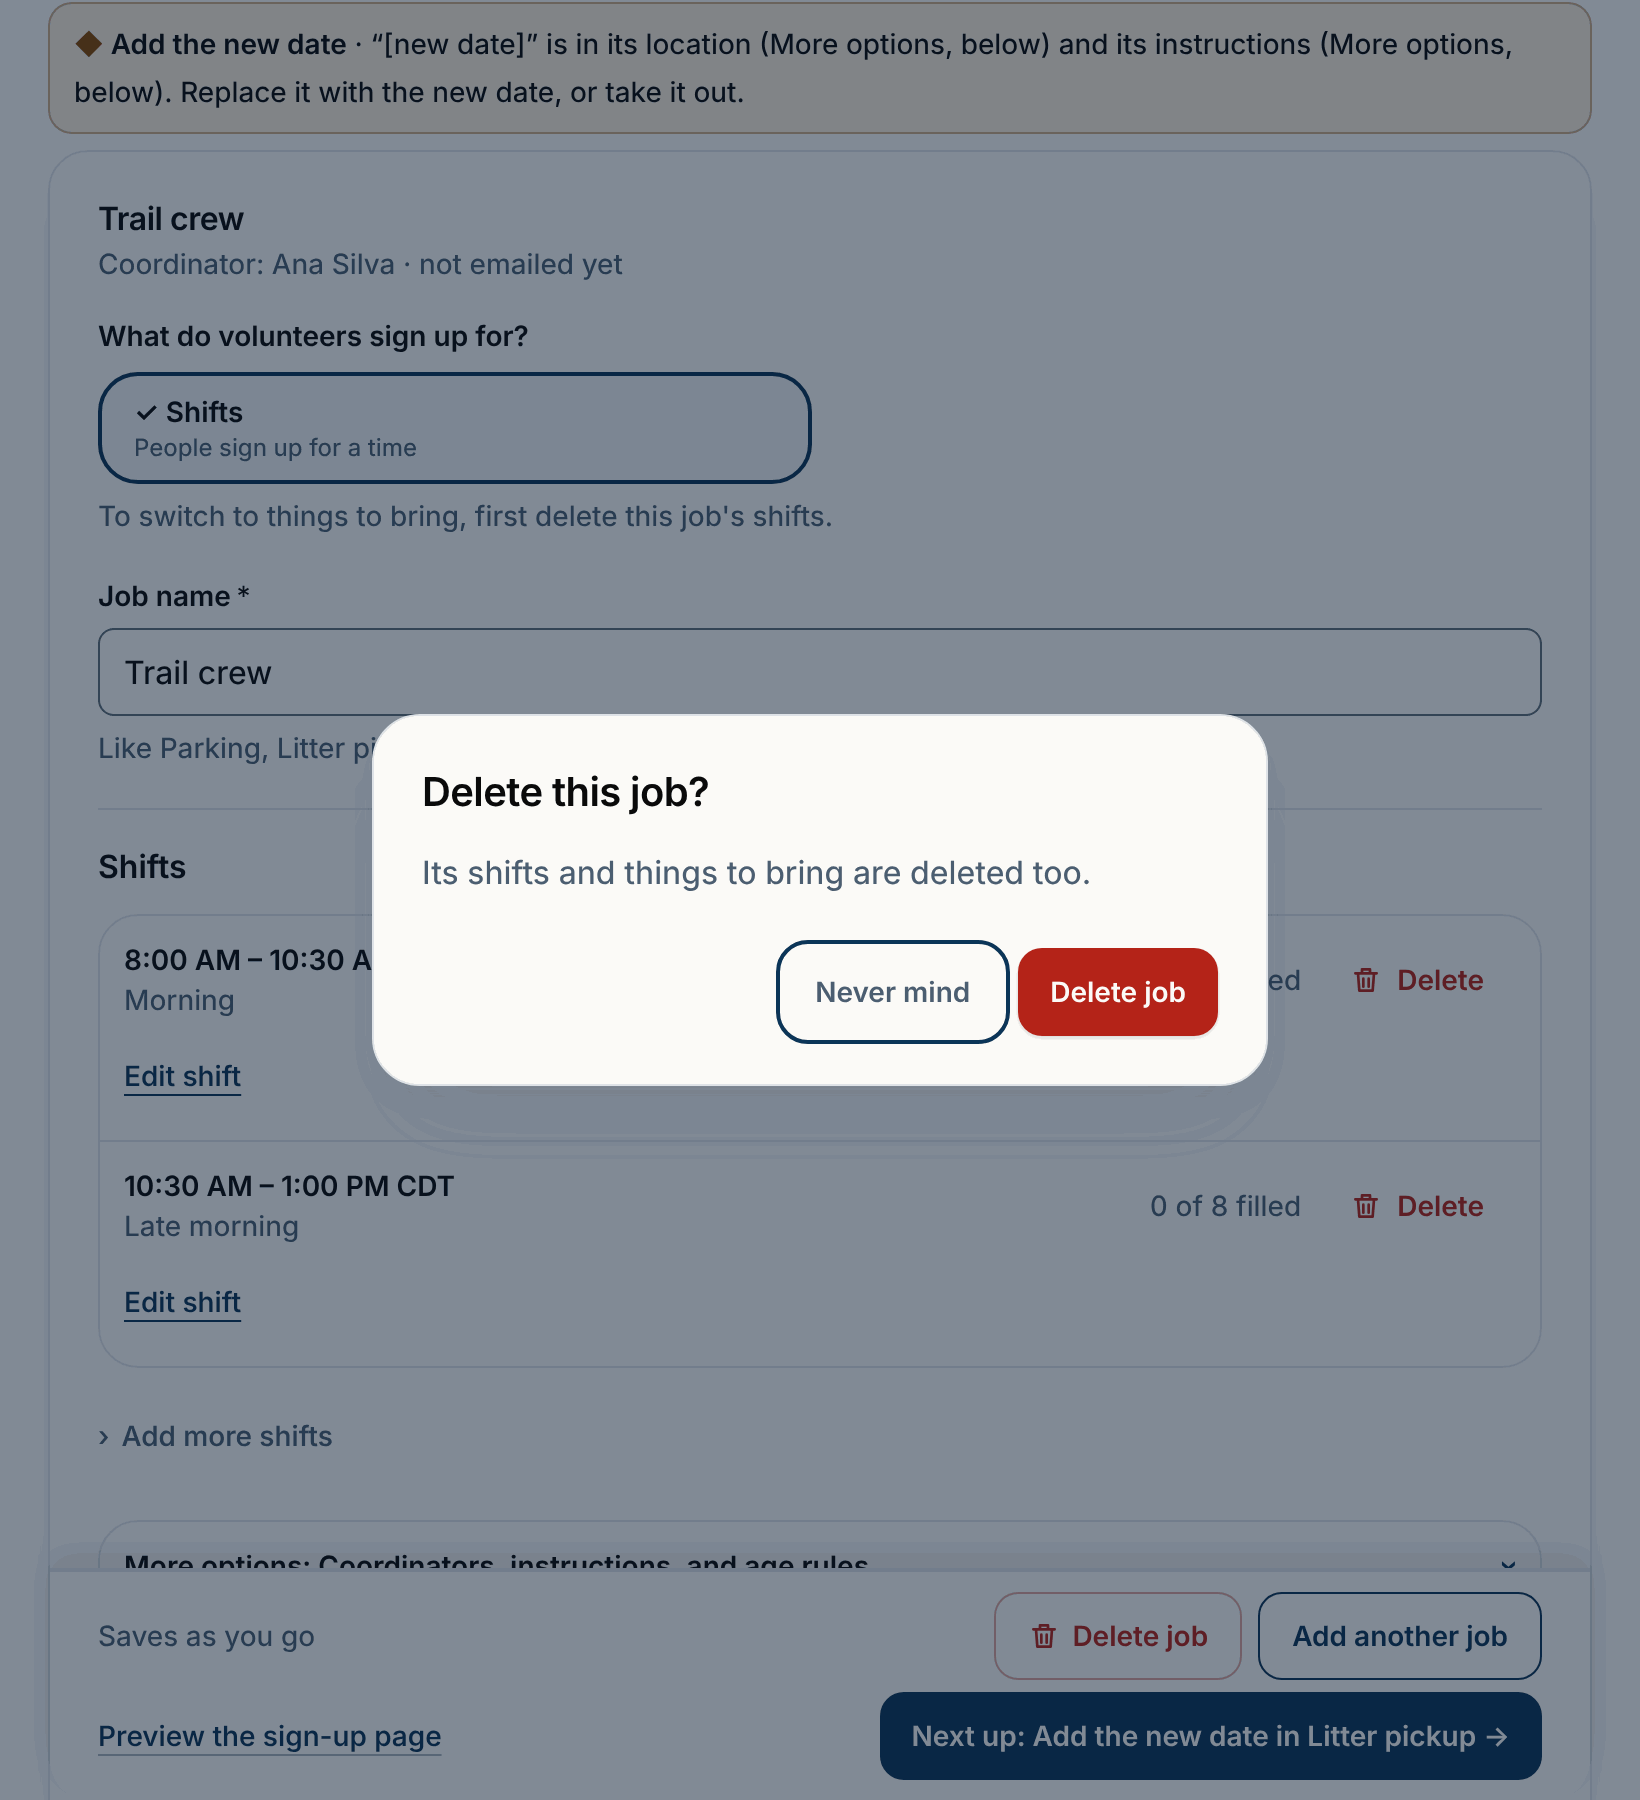 ◆ Add the new date · “[new date]” is in its location (More options, below) and its instructions (More options,
below). Replace it with the new date, or take it out.
Trail crew
Coordinator: Ana Silva · not emailed yet
What do volunteers sign up for?
✓ Shifts
People sign up for a time
To switch to things to bring, first delete this job's shifts.
Job name *
Trail crew
Like Parking, Litter pi
Delete this job?
Its shifts and things to bring are deleted too.
Never mind
Delete job
Shifts
8:00 AM – 10:30 A
Morning
ed
Delete
Edit shift
10:30 AM – 1:00 PM CDT
Late morning
0 of 8 filled
Delete
Edit shift
› Add more shifts
More options: Coordinators, instructions, and age rules
Saves as you go
Delete job
Add another job
Preview the sign-up page
Next up: Add the new date in Litter pickup →